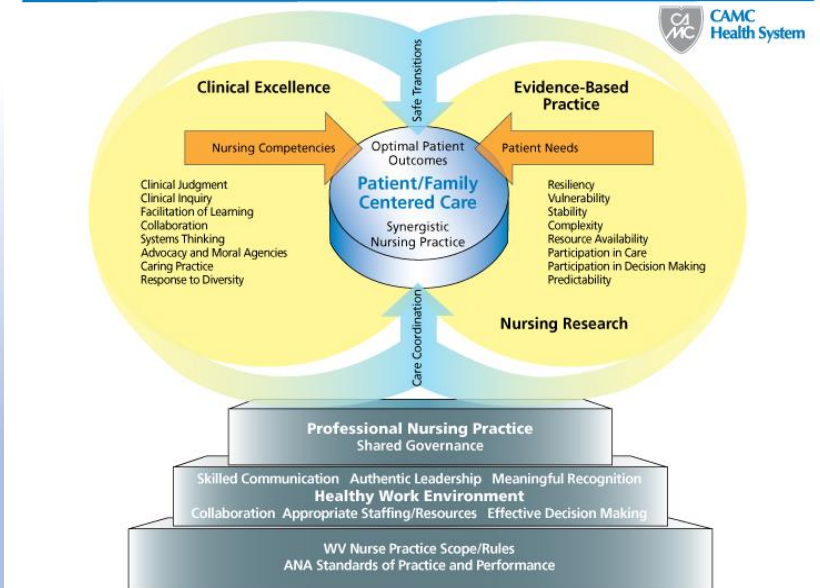 CAMC
Health System
CA
MC
Safe Transitions
Clinical Excellence
Evidence-Based
Practice
Nursing Competencies
Optimal Patient
Outcomes
Patient Needs
Patient/Family
Centered Care
Synergistic
Nursing Practice
Clinical Judgment
Clinical Inquiry
Facilitation of Learning
Collaboration
Systems Thinking
Advocacy and Moral Agencies
Caring Practice
Response to Diversity
Resiliency
Vulnerability
Stability
Complexity
Resource Availability
Participation in Care
Participation in Decision Making
Predictability
Nursing Research
Care Coordination
Professional Nursing Practice
Shared Governance
Skilled Communication Authentic Leadership Meaningful Recognition
Healthy Work Environment
Collaboration Appropriate Staffing/Resources Effective Decision Making
WV Nurse Practice Scope/Rules
ANA Standards of Practice and Performance